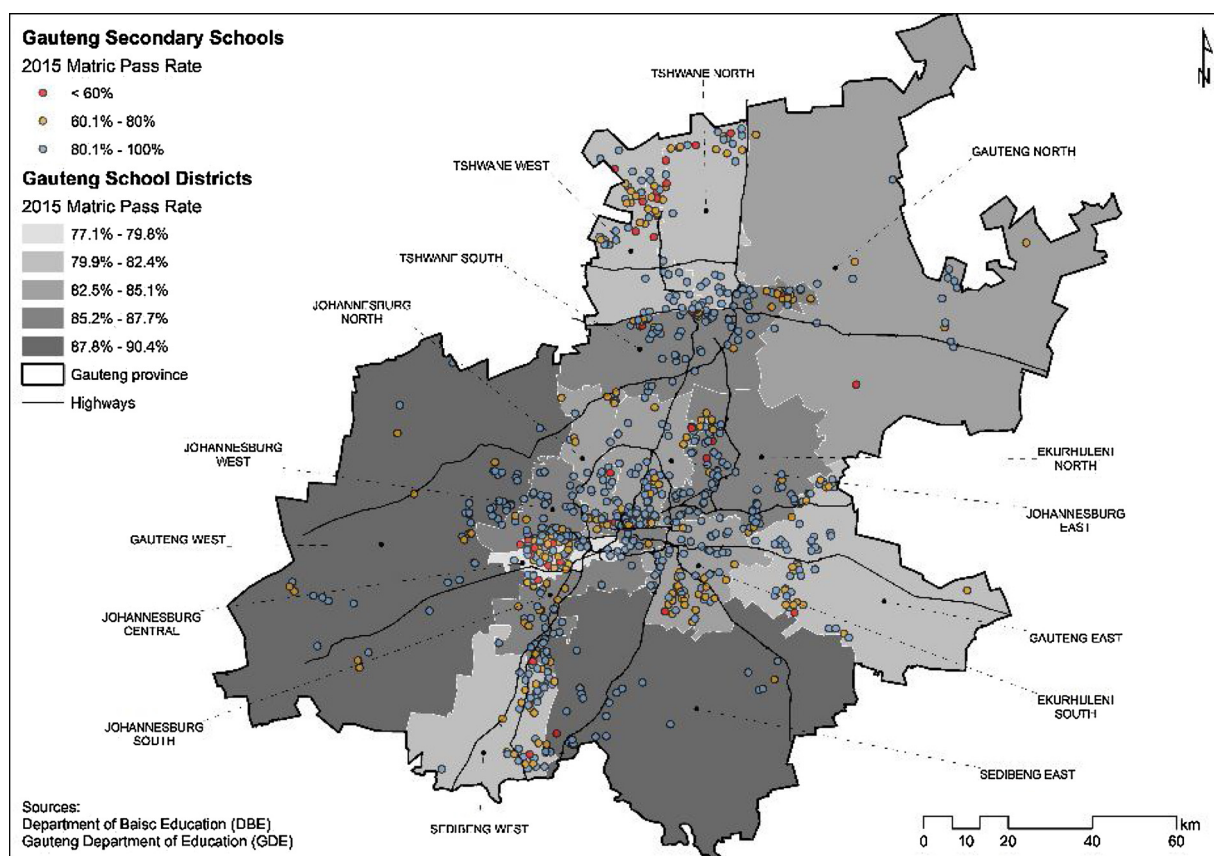 Gauteng Secondary Schools
2015 Matric Pass Rate
< 60%
60.1% - 80%
80.1% - 100%
Gauteng School Districts
2015 Matric Pass Rate
77.1% - 79.8%
79.9% - 82.4%
82.5% - 85.1%
85.2% - 87.7%
87.8% - 90.4%
Gauteng province
Highways
TSHWANE NORTH
N
TSHWANE WEST
GAUTENG NORTH
TSHWANE SOUTH
JOHANNESBURG
NORTH
JOHANNESBURG
WEST
EKURHULENI
NORTH
JOHANNESBURG
EAST
GAUTENG WEST
JOHANNESBURG
CENTRAL
GAUTENG EAST
JOHANNESBURG
SOUTH
EKURHULENI
SOUTH
SEDIBENG EAST
SEDIBENG WEST
Sources:
Department of Baisc Education (DBE)
Gauteng Department of Education (GDE)
0 10 20 40 60 km